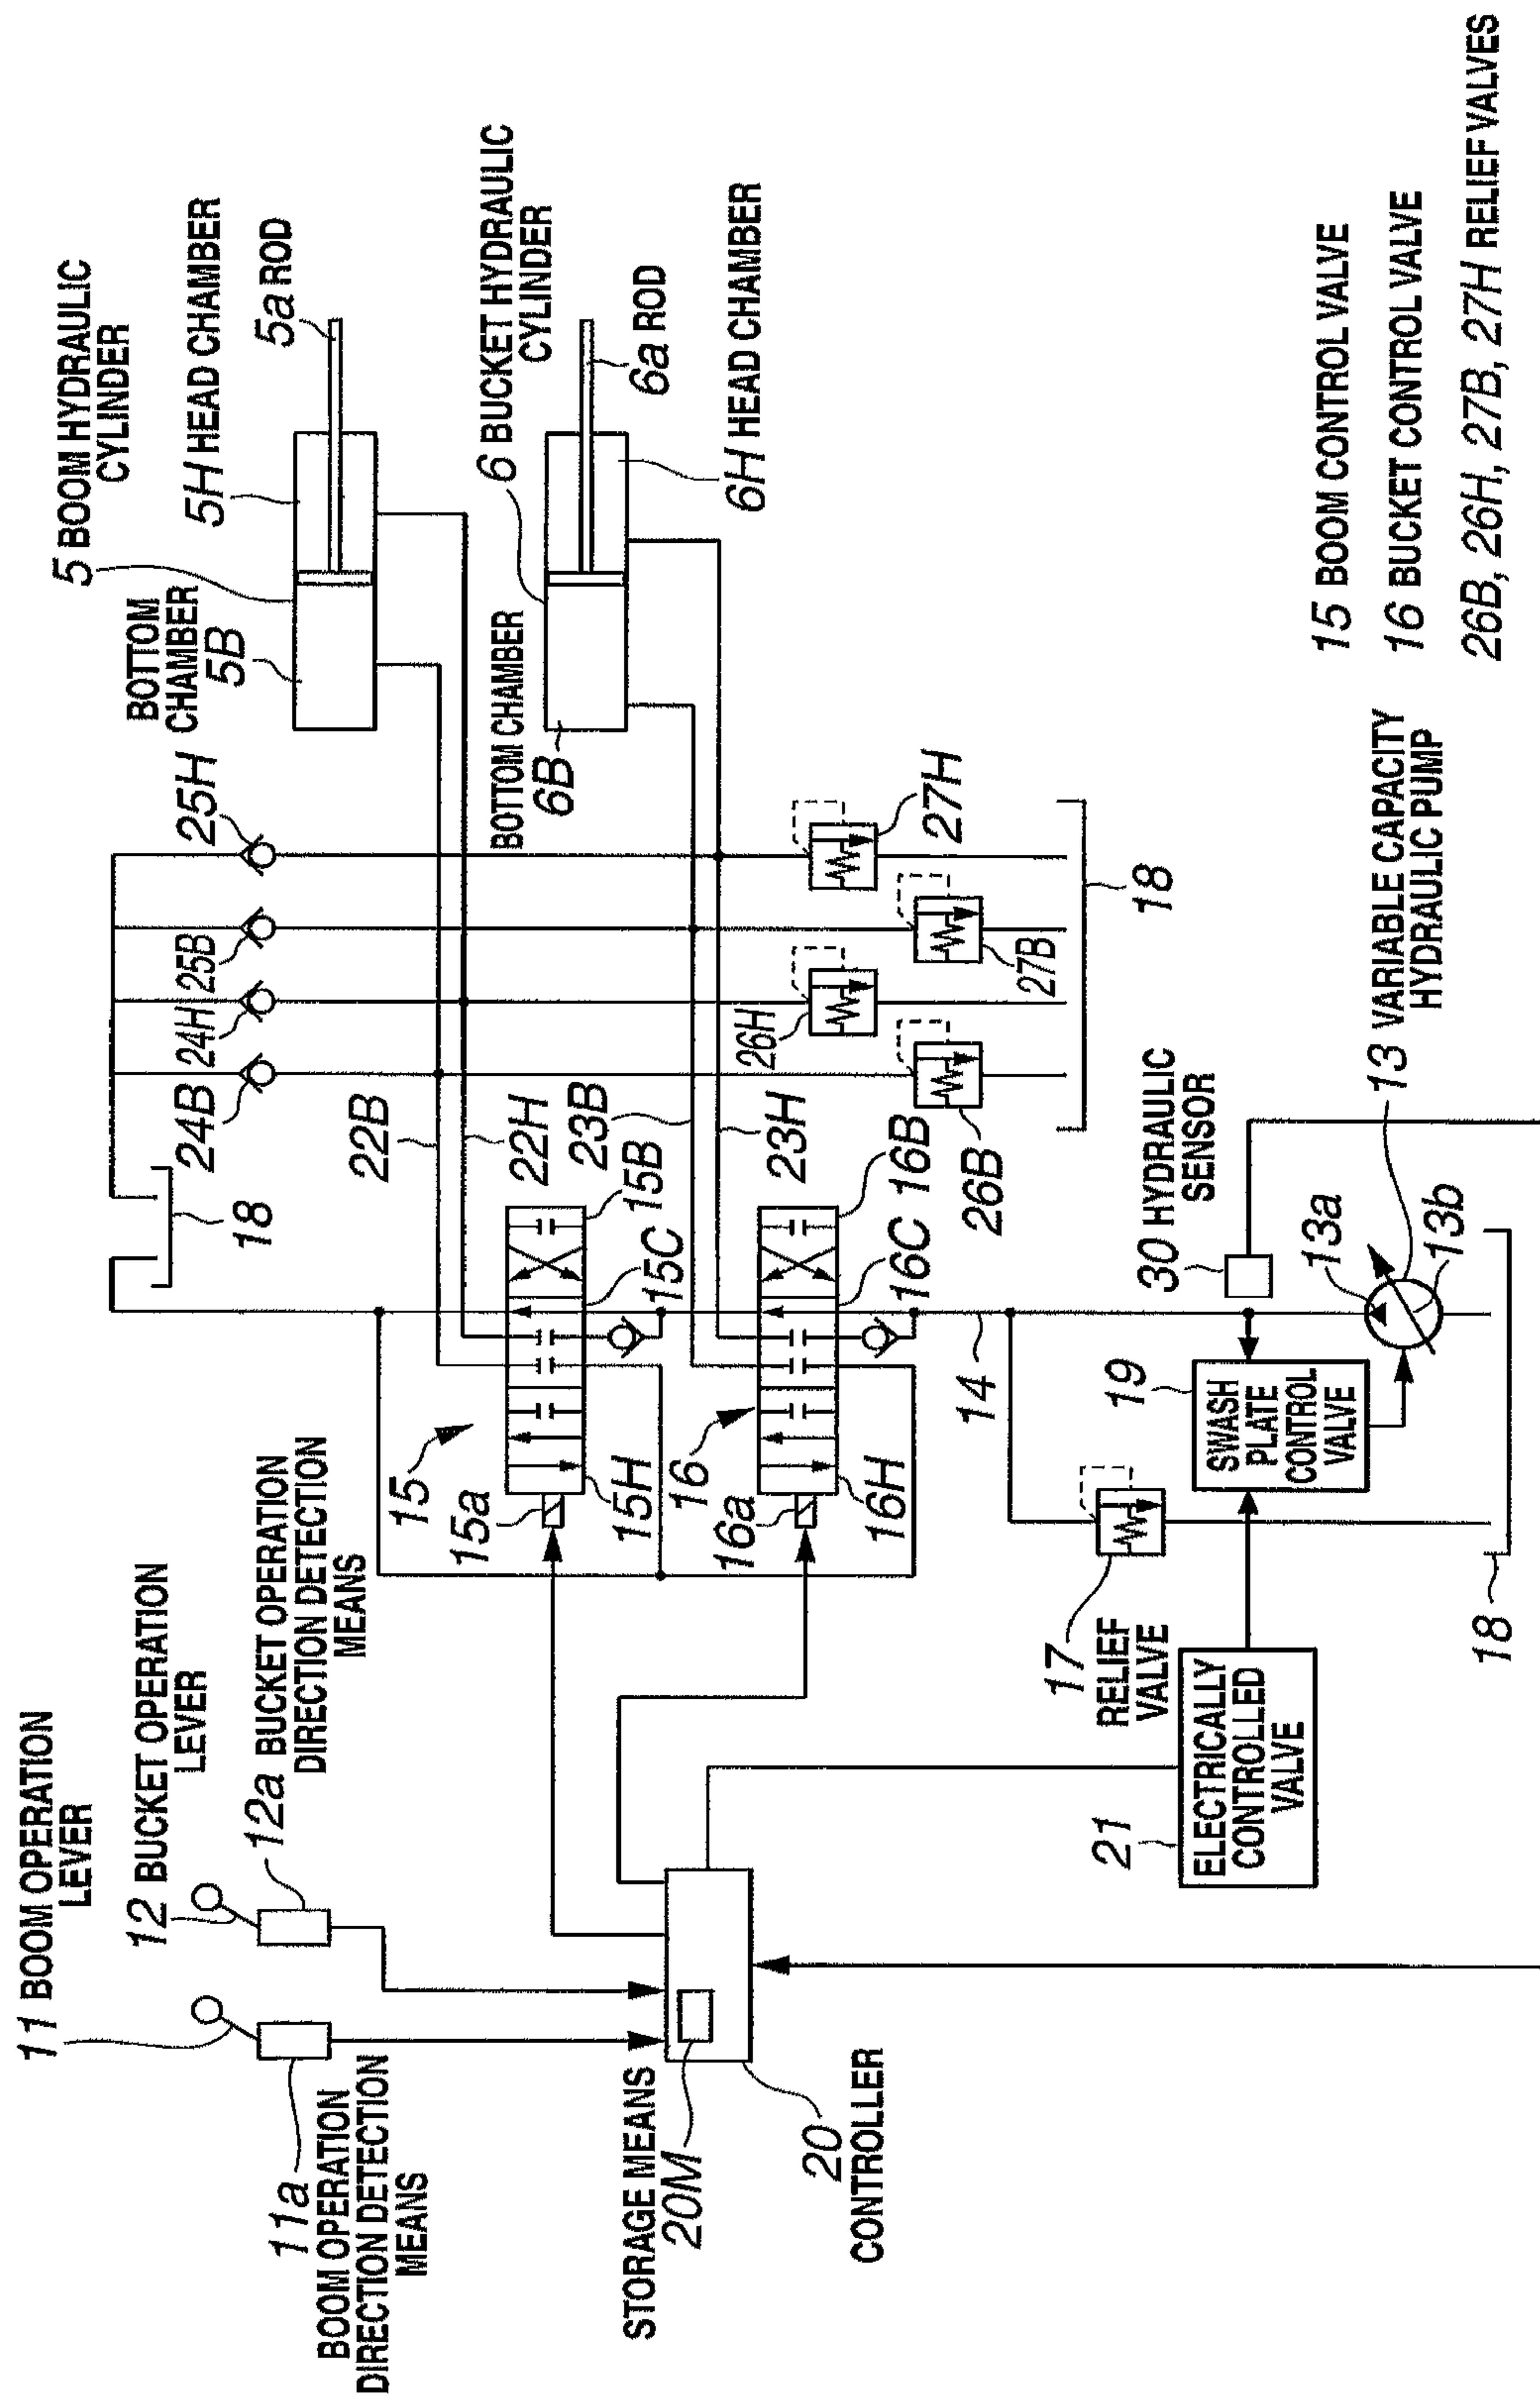 11 BOOM OPERATION
LEVER
12 BUCKET OPERATION
LEVER
12a BUCKET OPERATION
DIRECTION DETECTION
MEANS
11a
BOOM OPERATION
DIRECTION DETECTION
MEANS
STORAGE MEANS
20M
20
CONTROLLER
5 BOOM HYDRAULIC
CYLINDER
BOTTOM
CHAMBER
5B
5H HEAD CHAMBER
5a ROD
6 BUCKET HYDRAULIC
CYLINDER
BOTTOM CHAMBER
6B
6a ROD
6H HEAD CHAMBER
18
24B
24H
25B
25H
22B
22H
23B
23H
15
15a
15H
15C
15B
16
16a
16H
16C
16B
26B
26H
27B
27H
18
14
17
RELIEF
VALVE
19
SWASH
PLATE
CONTROL
VALVE
21
ELECTRICALLY
CONTROLLED
VALVE
30 HYDRAULIC
SENSOR
13a
13b
13 VARIABLE CAPACITY
HYDRAULIC PUMP
18
15 BOOM CONTROL VALVE
16 BUCKET CONTROL VALVE
26B, 26H, 27B, 27H RELIEF VALVES